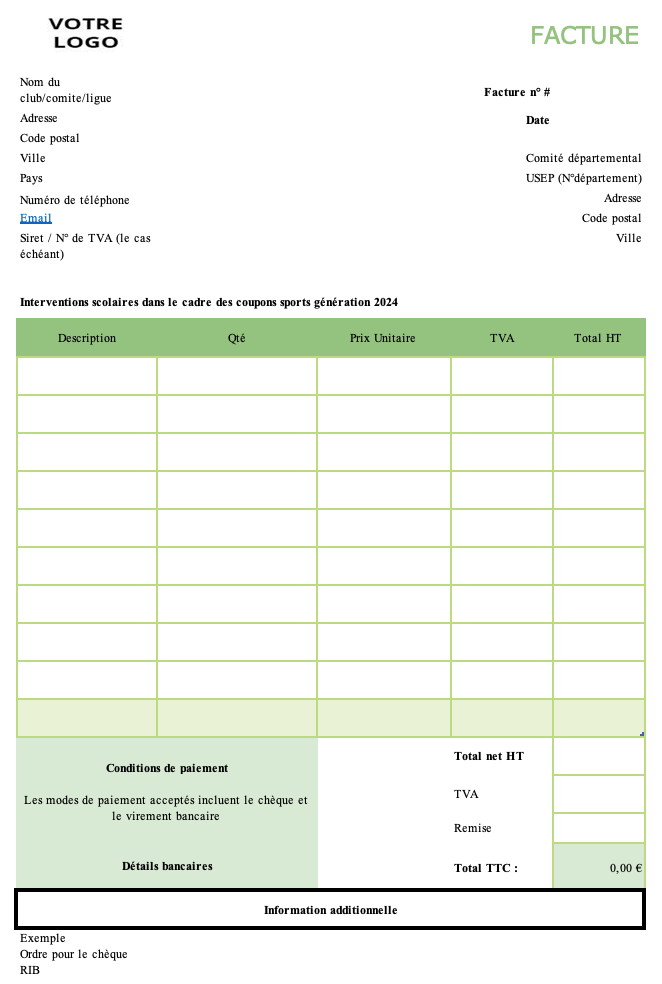 VOTRE
LOGO
FACTURE
Nom du
club/comite/ligue
Adresse
Code postal
Ville
Pays
Numéro de téléphone
Email
Siret / N° de TVA (le cas
échéant)
Facture n° #
Date
Comité départemental
USEP (N°département)
Adresse
Code postal
Ville
Interventions scolaires dans le cadre des coupons sports génération 2024
Description Qté Prix Unitaire TVA Total HT
Conditions de paiement
Les modes de paiement acceptés incluent le chèque et
le virement bancaire
Détails bancaires
Total net HT
TVA
Remise
Total TTC : 0,00 €
Information additionnelle
Exemple
Ordre pour le chèque
RIB